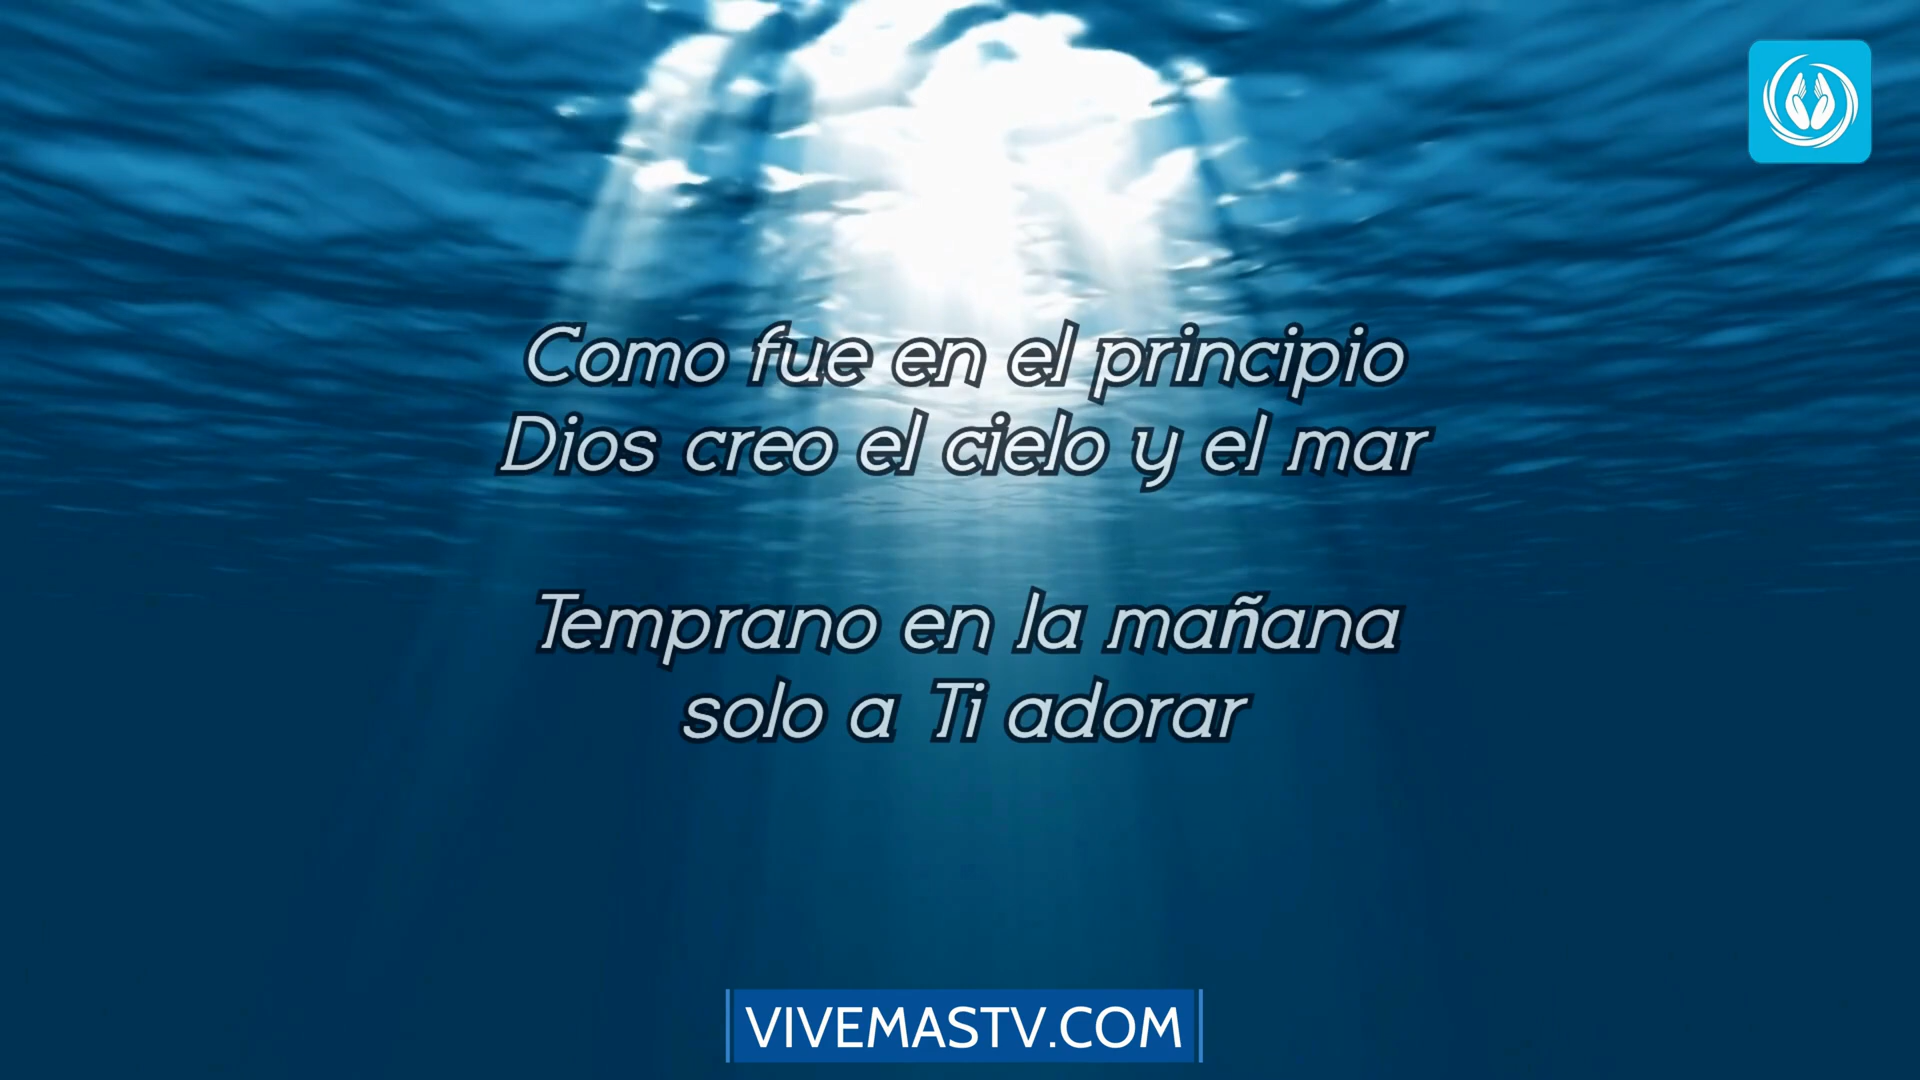 Como fue en el principio
Dios creo el cielo y el mar
Temprano en la mañana
solo a Ti adorar
VIVEMASTV.COM